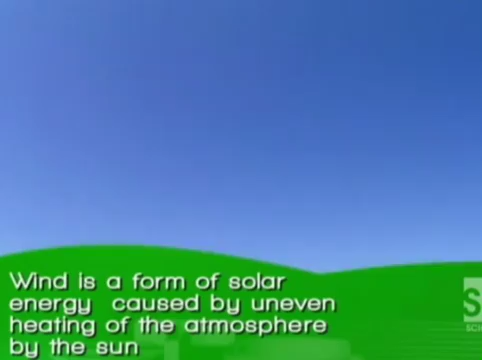 Wind is a form of solar
energy caused by uneven
heating of the atmosphere
by the sun